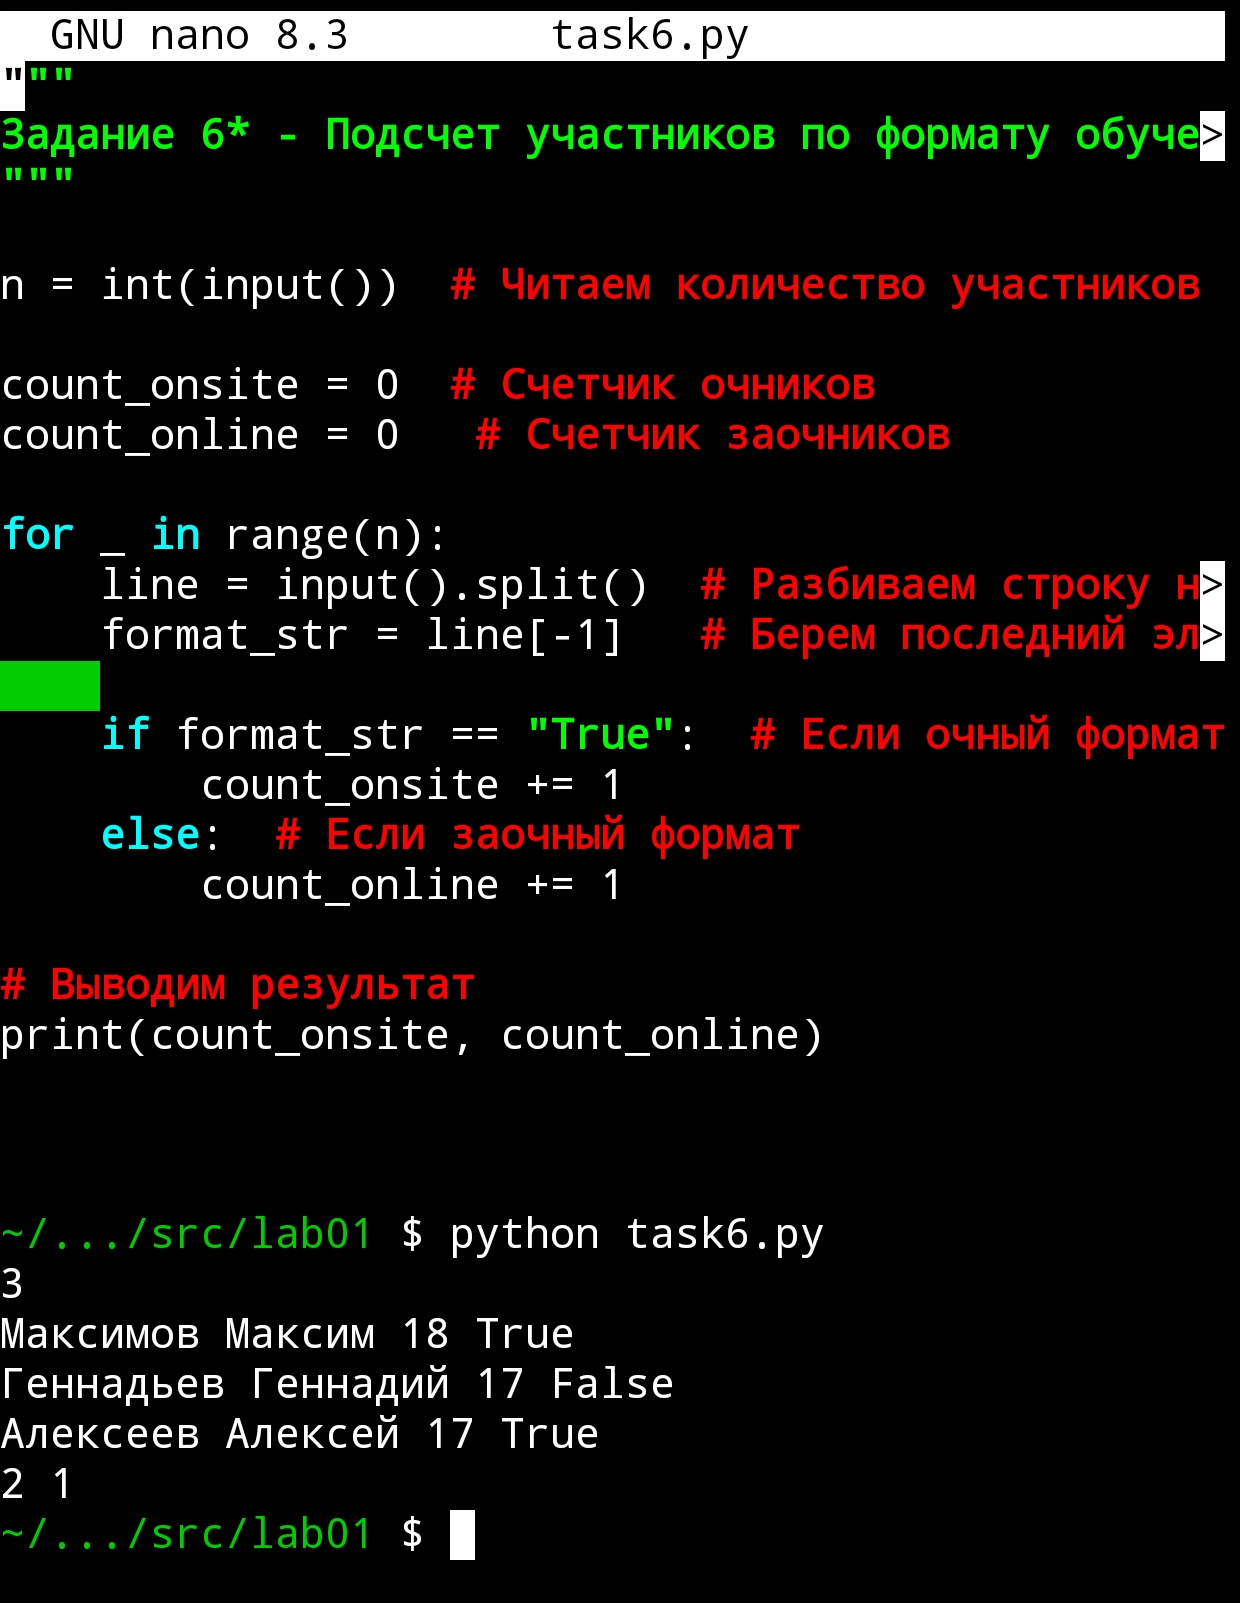 GNU nano 8.3 task6.py
"""
Задание 6* - Подсчет участников по формату обуче>
"""
n = int(input())  # Читаем количество участников
count_onsite = 0  # Счетчик очников
count_online = 0   # Счетчик заочников
for _ in range(n):
    line = input().split()  # Разбиваем строку н>
    format_str = line[-1]   # Берем последний эл>
    if format_str == "True":  # Если очный формат
        count_onsite += 1
    else:  # Если заочный формат
        count_online += 1
# Выводим результат
print(count_onsite, count_online)
~/.../src/lab01 $ python task6.py
3
Максимов Максим 18 True
Геннадьев Геннадий 17 False
Алексеев Алексей 17 True
2 1
~/.../src/lab01 $